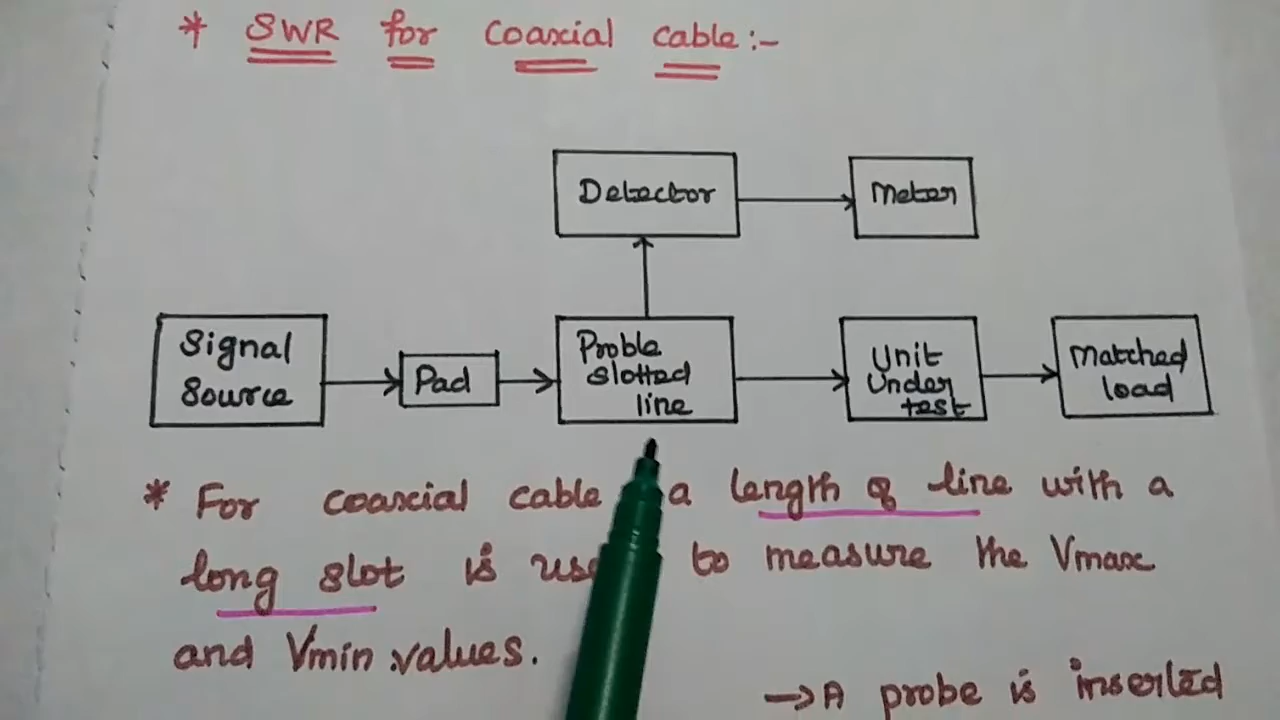 * SWR for coaxial cable:-
Detector
Meter
Signal
Source
Pad
Proble
slotted
line
Unit
Under
test
Matched
load
* For coaxial cable a length of line with a
long slot is to measure the Vmax
and Vmin values.
→ A probe is inserted